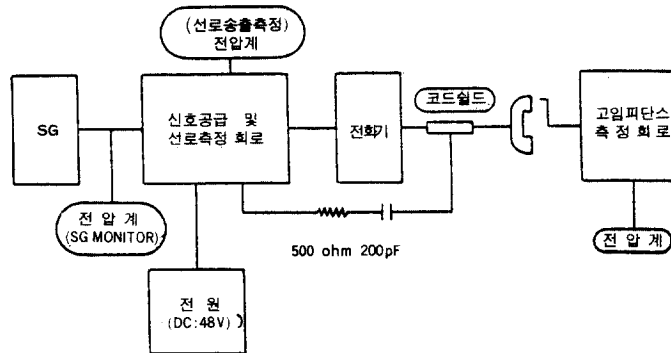 (선로송출측정)
전압계
SG
신호공급 및
선로측정 회로
전화기
코드쉴드
고임피단스
측정회로
전 압 계
(SG MONITOR)
500 ohm 200pF
전 압 계
전 원
(DC:48V)